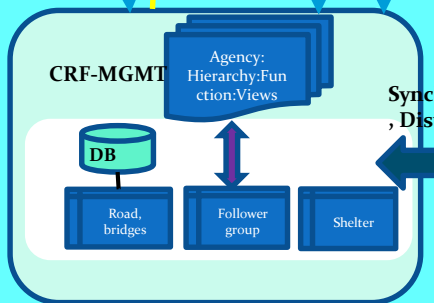 Agency:
CRF-MGMT
Hierarchy:Fun
ction:Views
Sync
, Dis
DB
Road,
bridges
Follower
group
Shelter